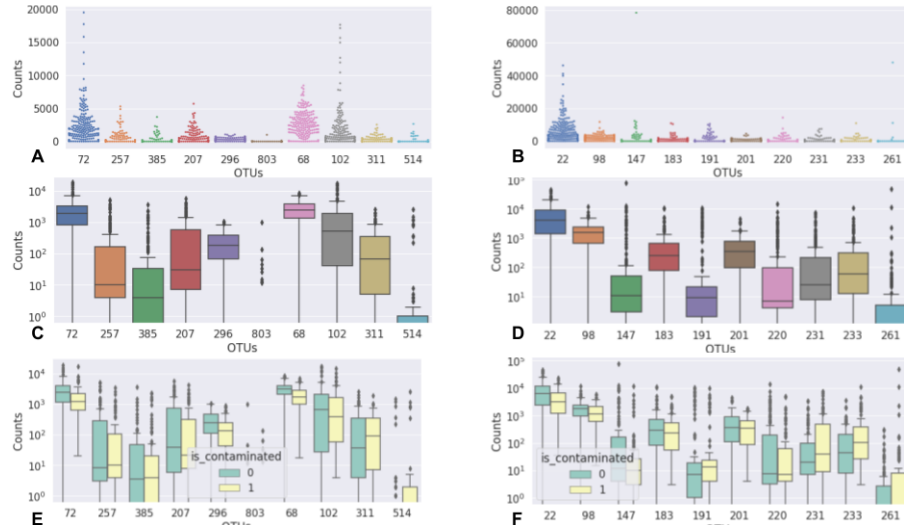 20000
15000
10000
5000
0
Counts
A
72 257 385 207 296 803 68 102 311 514
OTUs
80000
60000
40000
20000
0
Counts
B
22 98 147 183 191 201 220 231 233 261
OTUs
10⁴
10³
10²
10¹
10⁰
Counts
C
72 257 385 207 296 803 68 102 311 514
OTUs
10⁵
10⁴
10³
10²
10¹
Counts
D
22 98 147 183 191 201 220 231 233 261
OTUs
10⁴
10³
10²
10¹
10⁰
Counts
is_contaminated
0
1
E
72 257 385 207 296 803 68 102 311 514
OTUs
10⁵
10⁴
10³
10²
10¹
10⁰
Counts
is_contaminated
0
1
F
22 98 147 183 191 201 220 231 233 261